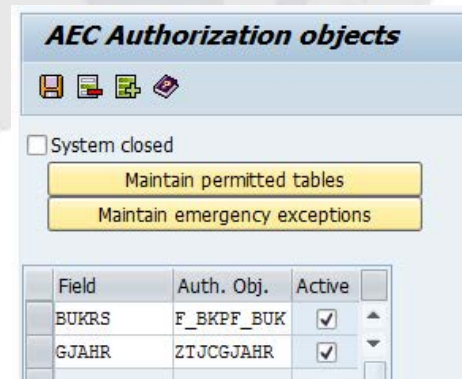 AEC Authorization objects
System closed
Maintain permitted tables
Maintain emergency exceptions
Field Auth. Obj. Active
BUKRS F_BKPF_BUK
GJAHR ZTJCGJAHR